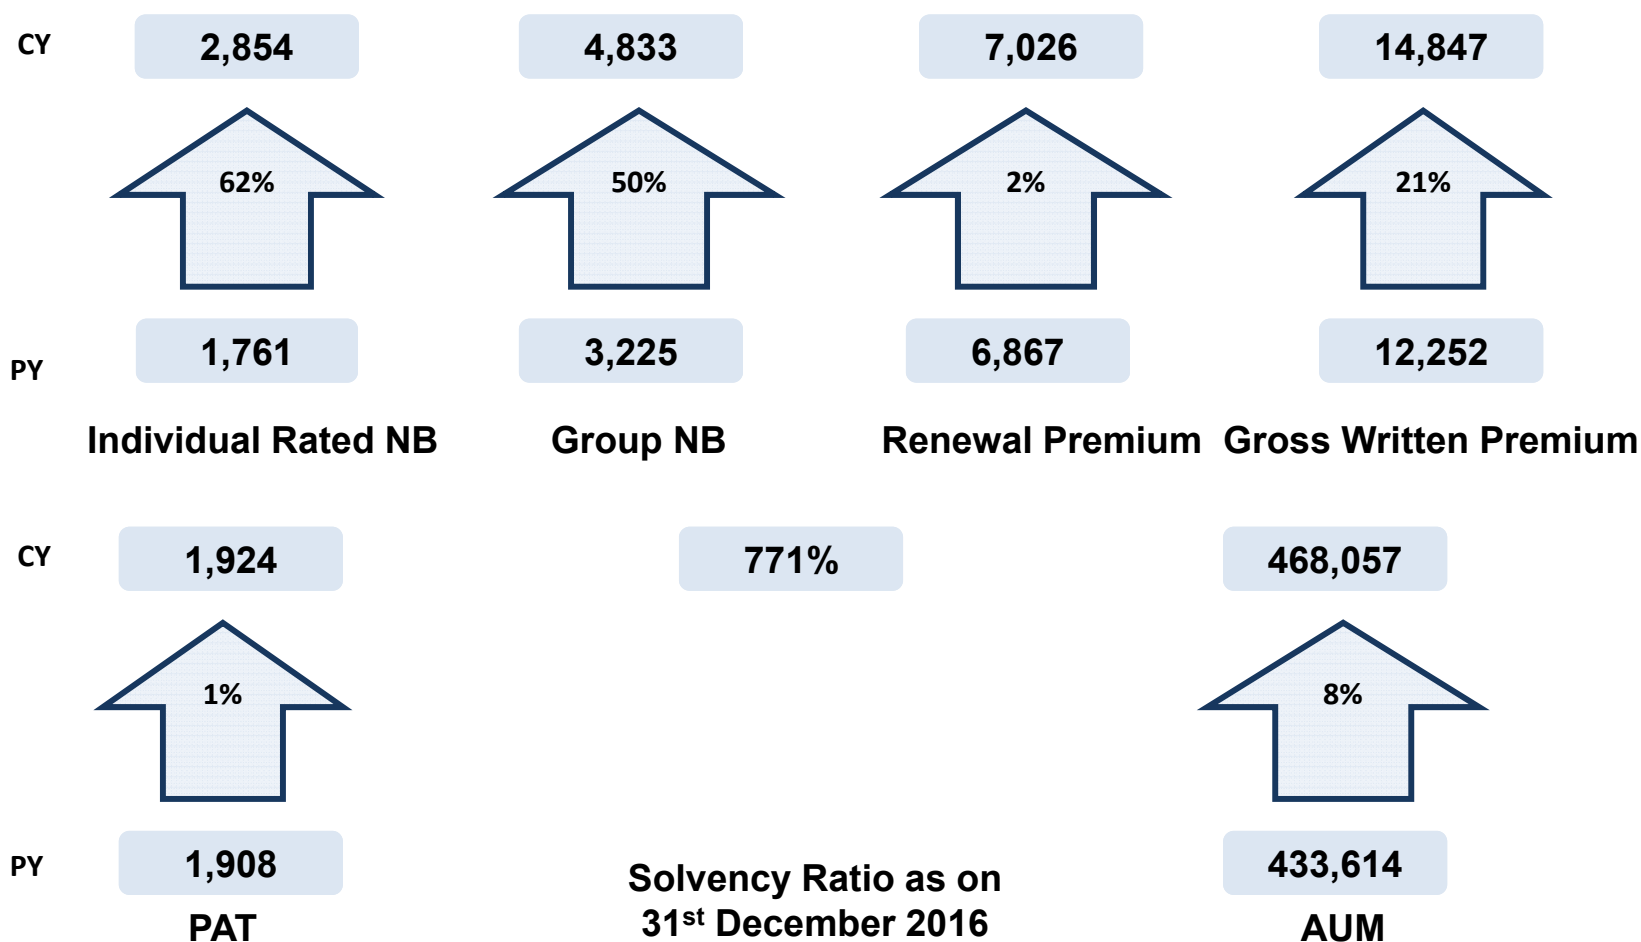 CY 2,854 4,833 7,026 14,847
62% 50% 2% 21%
PY 1,761 3,225 6,867 12,252
Individual Rated NB Group NB Renewal Premium Gross Written Premium
CY 1,924 771% 468,057
1% 8%
PY 1,908 433,614
Solvency Ratio as on
31st December 2016
PAT AUM